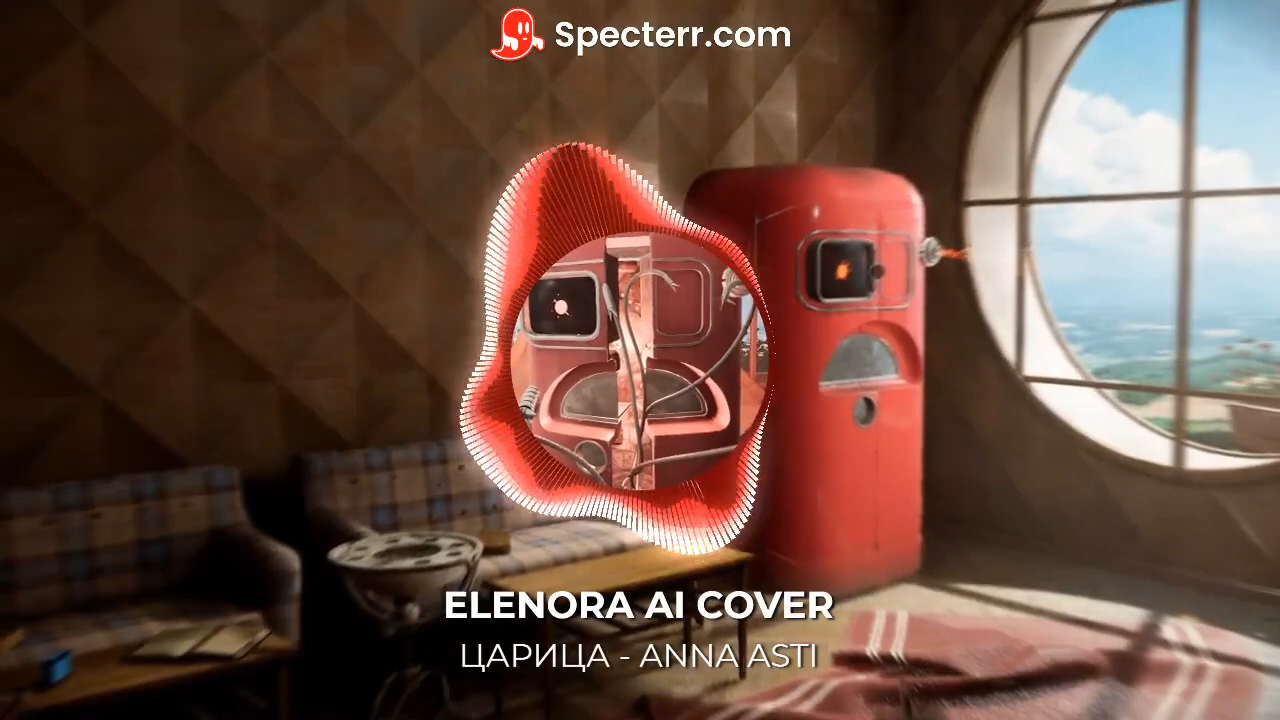 Specterr.com
ELENORA AI COVER
ЦАРИЦА - ANNA ASTI